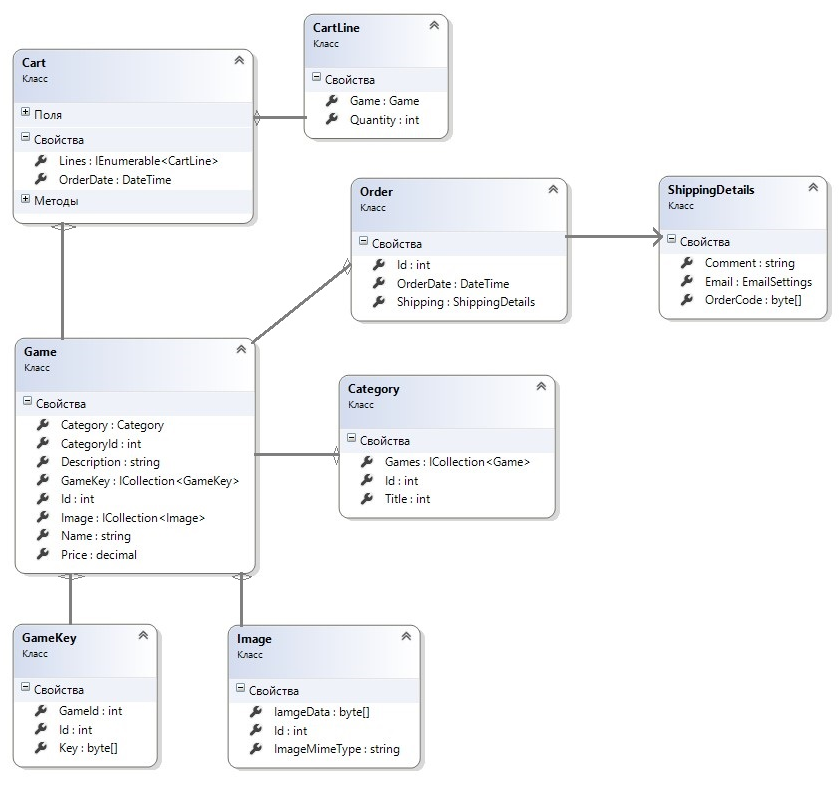 CartLine
Класс
Свойства
Game : Game
Quantity : int
Cart
Класс
Поля
Свойства
Lines : IEnumerable<CartLine>
OrderDate : DateTime
Методы
Order
Класс
Свойства
Id : int
OrderDate : DateTime
Shipping : ShippingDetails
ShippingDetails
Класс
Свойства
Comment : string
Email : EmailSettings
OrderCode : byte[]
Game
Класс
Свойства
Category : Category
CategoryId : int
Description : string
GameKey : ICollection<GameKey>
Id : int
Image : ICollection<Image>
Name : string
Price : decimal
Category
Класс
Свойства
Games : ICollection<Game>
Id : int
Title : int
GameKey
Класс
Свойства
GameId : int
Id : int
Key : byte[]
Image
Класс
Свойства
IamgeData : byte[]
Id : int
ImageMimeType : string